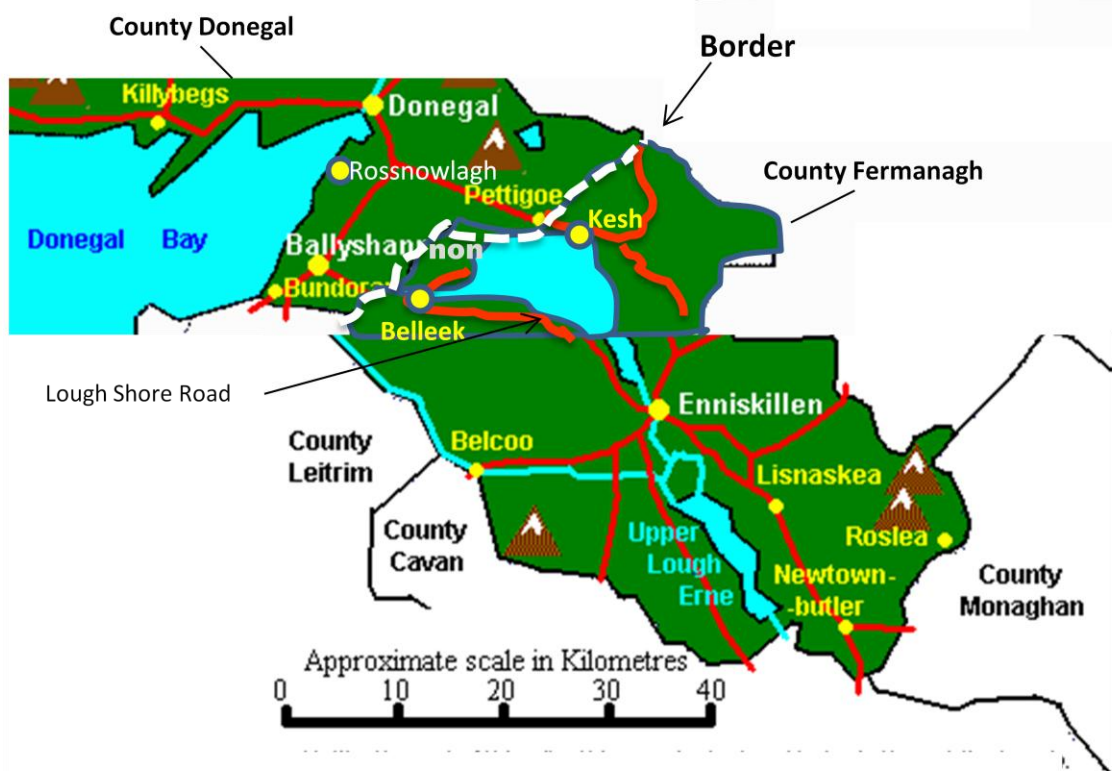 County Donegal
Border
Killybegs
Donegal
Rossnowlagh
County Fermanagh
Pettigoe
Kesh
Donegal Bay
Ballyshannon
Bundoran
Belleek
Lough Shore Road
Enniskillen
County
Leitrim
Belcoo
Lisnaskea
County
Cavan
Upper
Lough
Erne
Roslea
Newtown-
-butler
County
Monaghan
Approximate scale in Kilometres
0 10 20 30 40